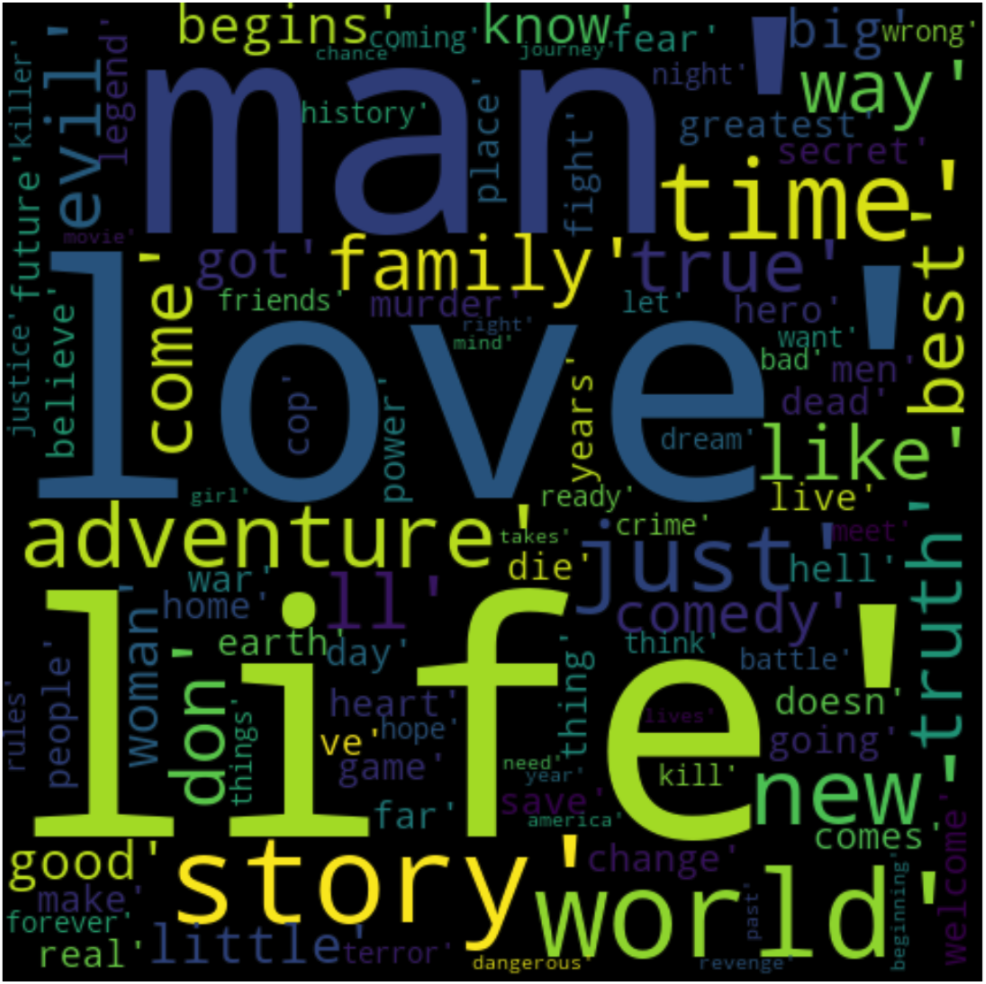 begins'
coming'
know'
fear'
big'
wrong'
chance'
journey'
killer'
evil'
legend'
man'
night'
way'
history'
place'
fight'
greatest'
secret'
time'
future'
movie'
got'
family'
true'
best'
come'
friends'
murder'
let'
hero'
justice'
believe'
love'
right'
mind'
want'
bad'
men'
dead'
cop'
power'
years'
dream'
like'
girl'
ready'
live'
adventure'
takes'
crime'
meet'
die'
just'
hell'
truth'
war'
home'
ll'
comedy'
woman'
earth'
day'
think'
battle'
life'
people'
don'
things'
heart'
hope'
thing'
lives'
doesn'
rules'
ve'
game'
going'
need'
year'
kill'
far'
save'
america'
new'
comes'
good'
story'
change'
world'
welcome'
make'
forever'
real'
little'
terror'
dangerous'
past'
revenge'
beginning'